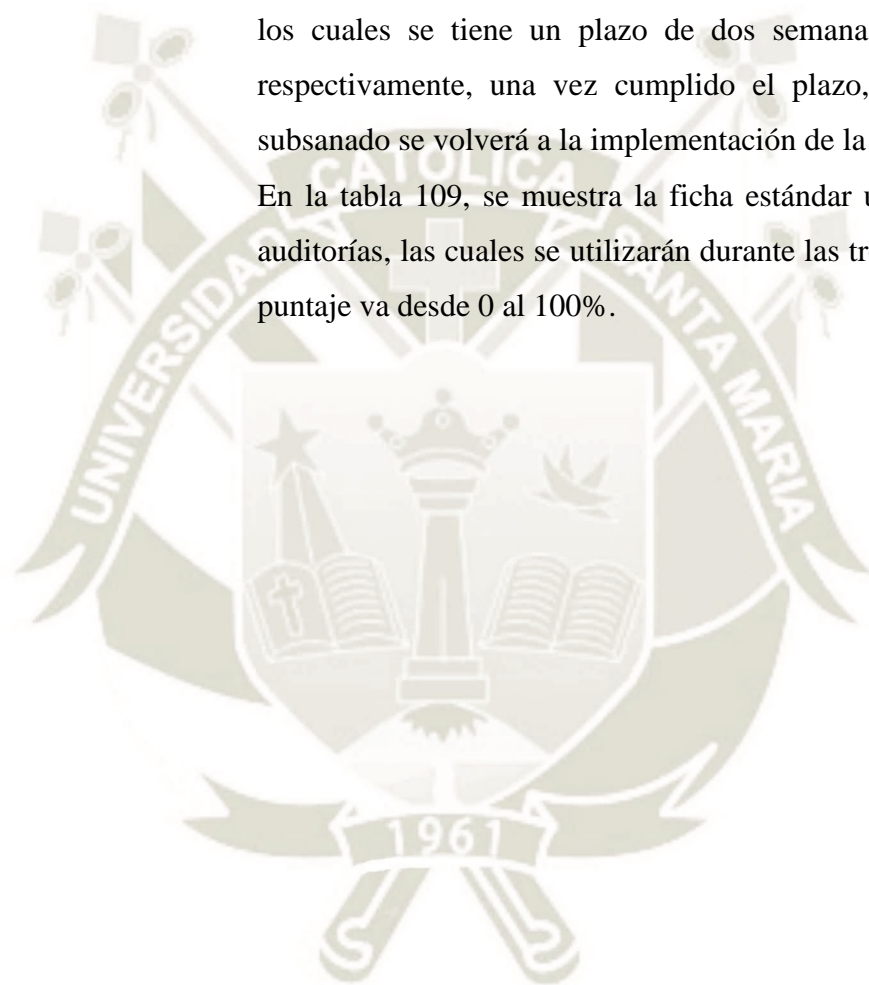 los cuales se tiene un plazo de dos semana
respectivamente, una vez cumplido el plazo,
subsanado se volverá a la implementación de la
En la tabla 109, se muestra la ficha estándar
auditorías, las cuales se utilizarán durante las
puntaje va desde 0 al 100%.
UNIVERSIDAD CATOLICA SANTA MARIA
1961